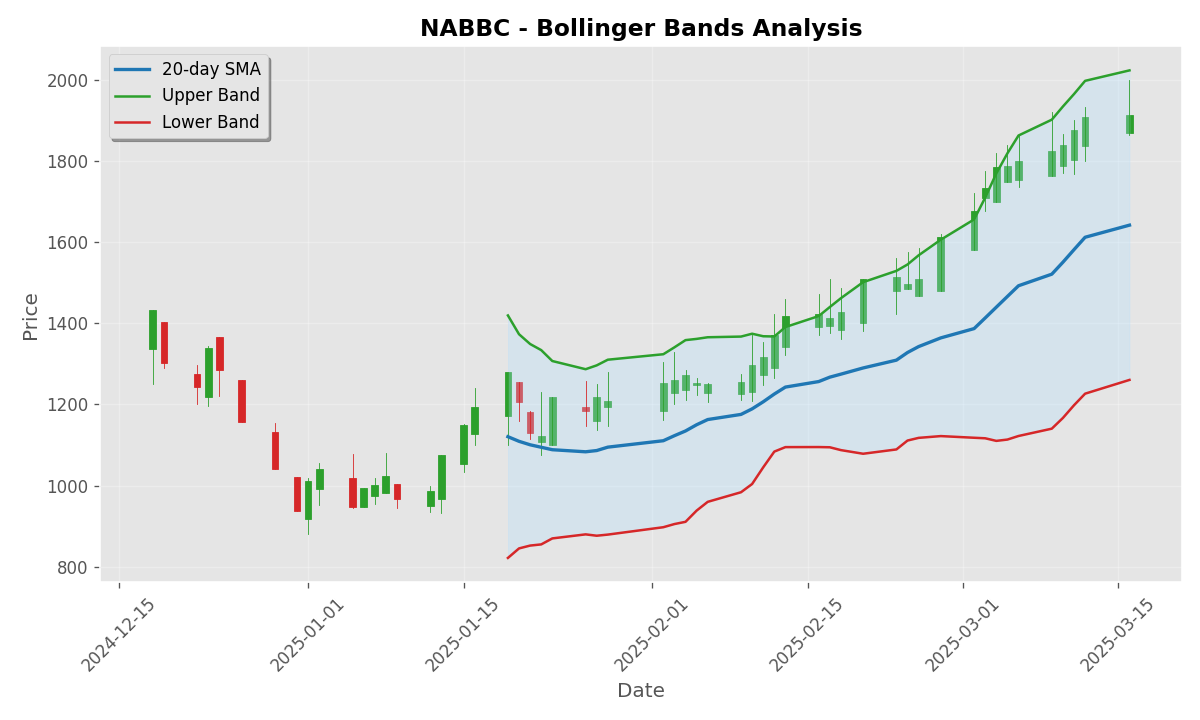 NABBC - Bollinger Bands Analysis
20-day SMA
Upper Band
Lower Band
Price
2000
1800
1600
1400
1200
1000
800
2024-12-15
2025-01-01
2025-01-15
2025-02-01
2025-02-15
2025-03-01
2025-03-15
Date